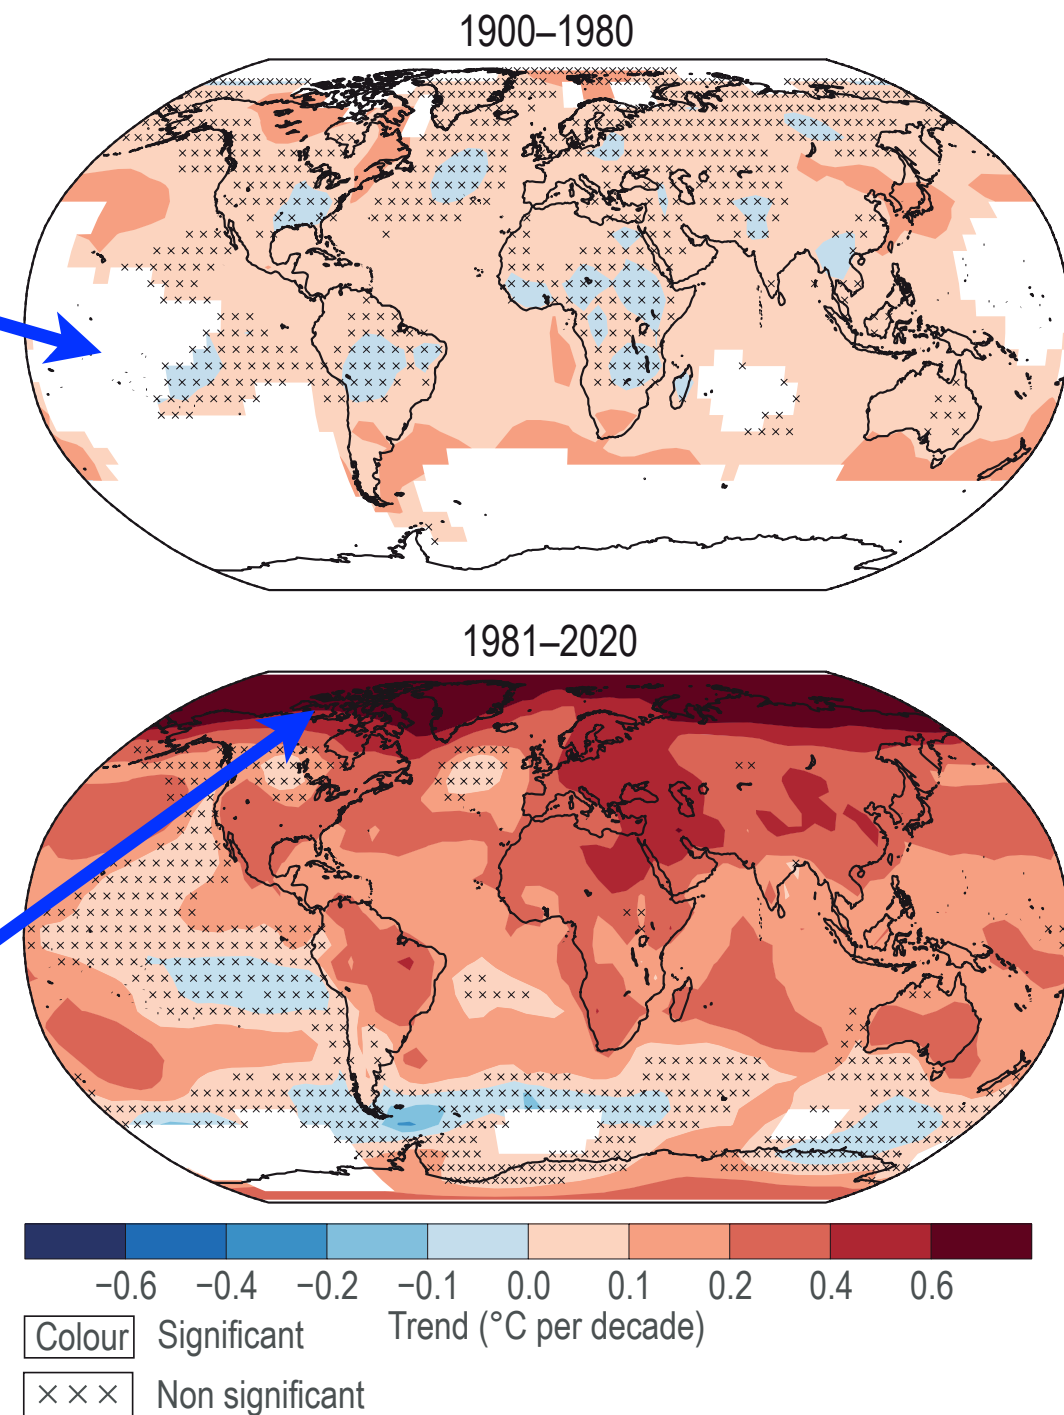 1900–1980
1981–2020
−0.6 −0.4 −0.2 −0.1 0.0 0.1 0.2 0.4 0.6
Trend (°C per decade)
Colour Significant
××× Non significant